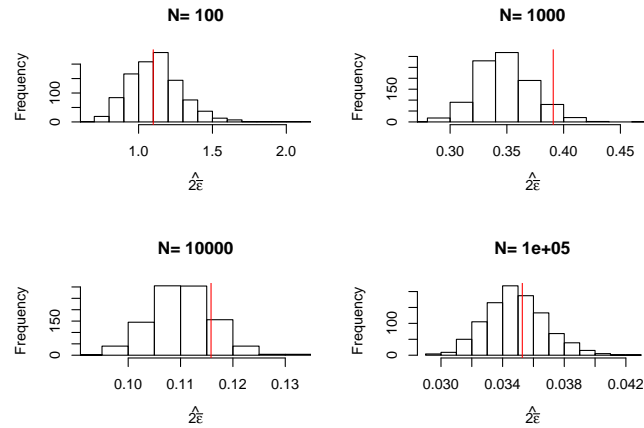 N= 100
Frequency
0 100
1.0 1.5 2.0
2ε̂
N= 1000
Frequency
0 150
0.30 0.35 0.40 0.45
2ε̂
N= 10000
Frequency
0 150
0.10 0.11 0.12 0.13
2ε̂
N= 1e+05
Frequency
0 100
0.030 0.034 0.038 0.042
2ε̂